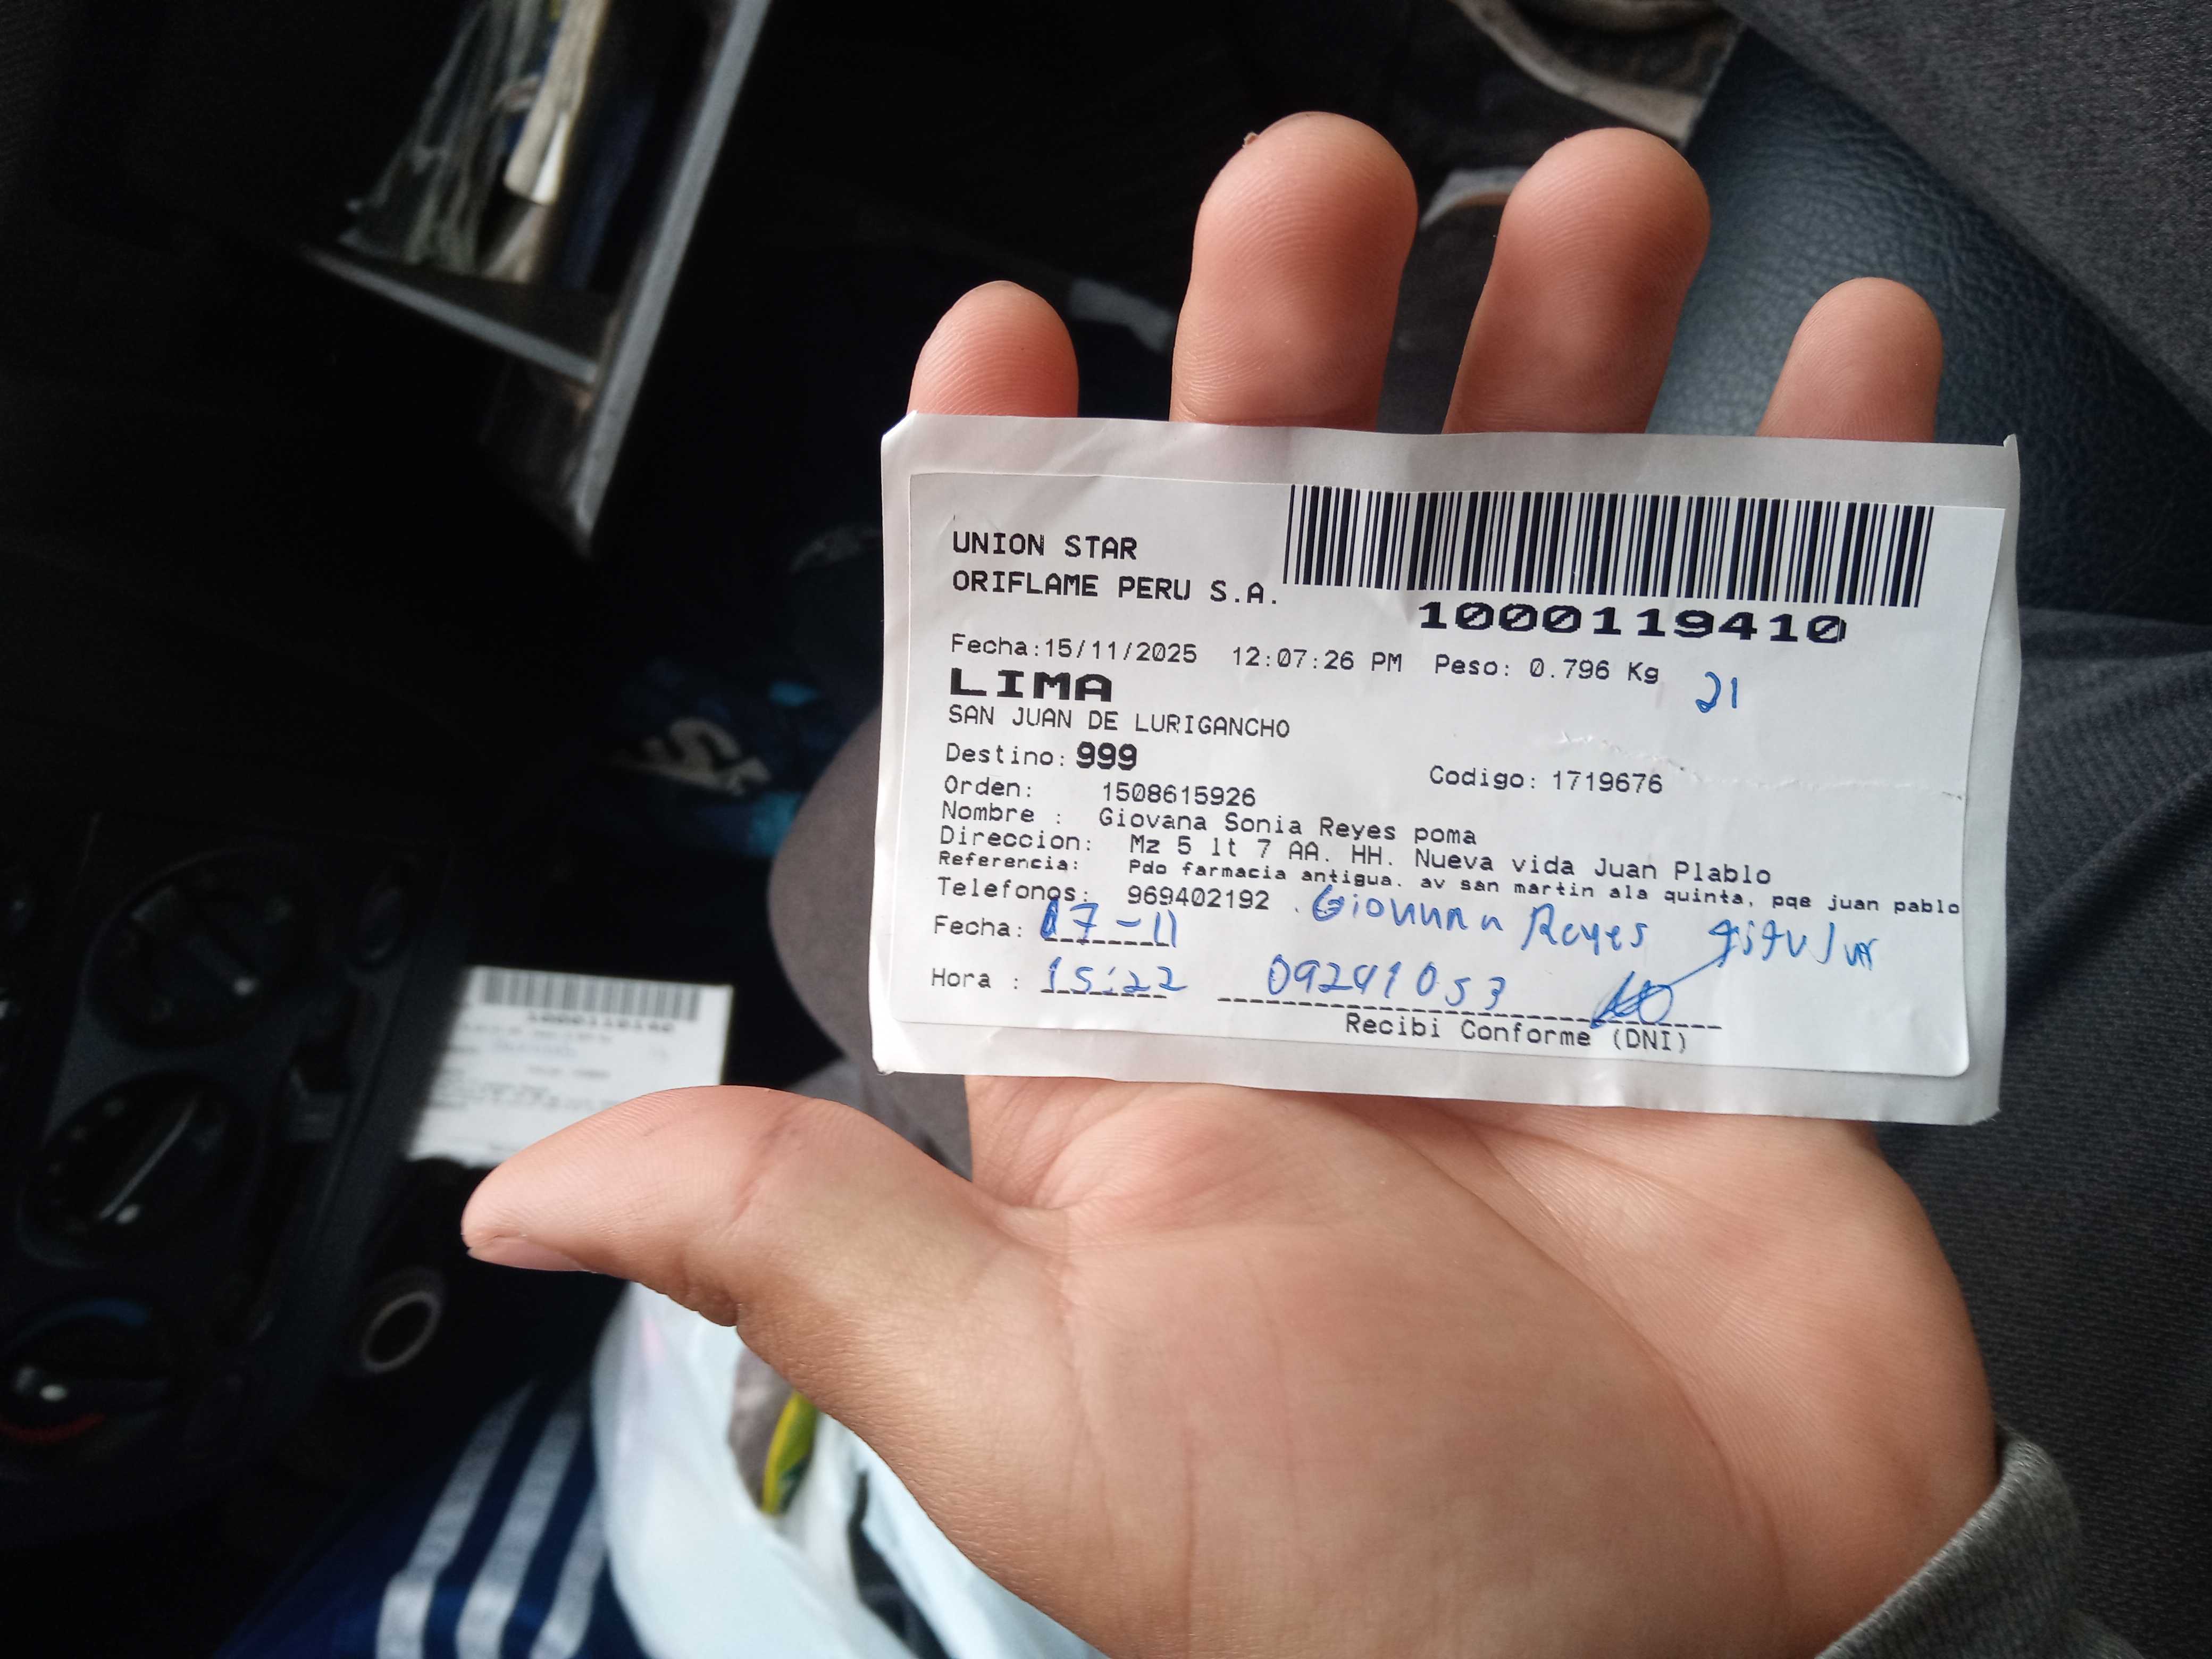 UNION STAR
ORIFLAME PERU S.A.
1000119410
Fecha:15/11/2025 12:07:26 PM Peso: 0.796 Kg
21
LIMA
SAN JUAN DE LURIGANCHO
Destino: 999
Codigo: 1719676
Orden: 1508615926
Nombre : Giovana Sonia Reyes poma
Direccion: Mz 5 lt 7 AA. HH. Nueva vida Juan Plablo
Referencia: Pdo farmacia antigua. av san martin ala quinta, pqe juan pablo
Telefonos: 969402192 .
Giovanna Reyes titular
Fecha: 17-11
Hora : 15:22 09241053
Recibi Conforme (DNI)